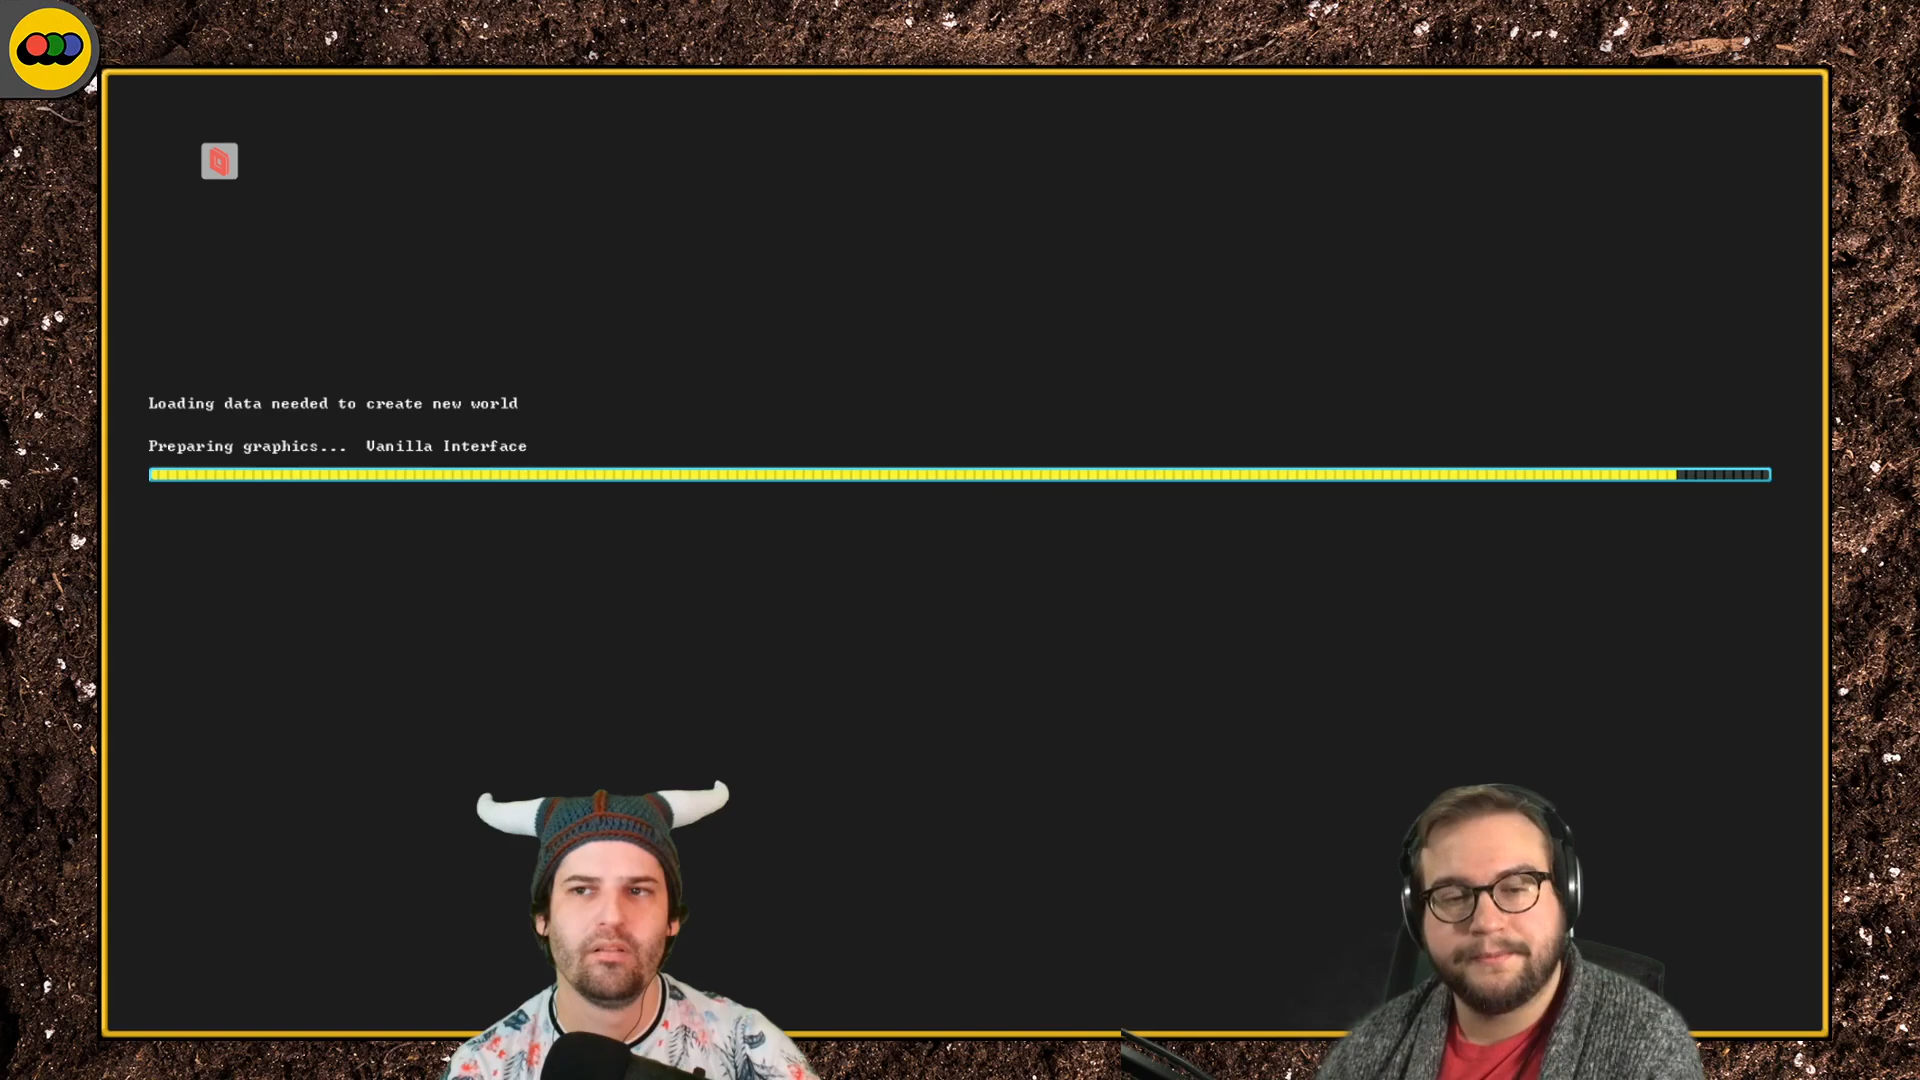 Loading data needed to create new world
Preparing graphics... Vanilla Interface